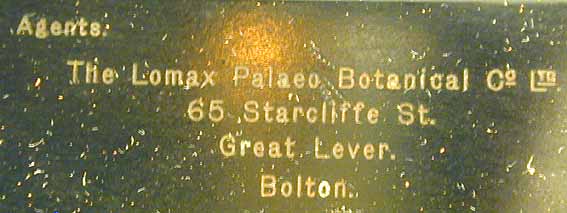 Agents:
The Lomax Palaeo Botanical Co Ltd.
65 Starcliffe St.
Great Lever.
Bolton.